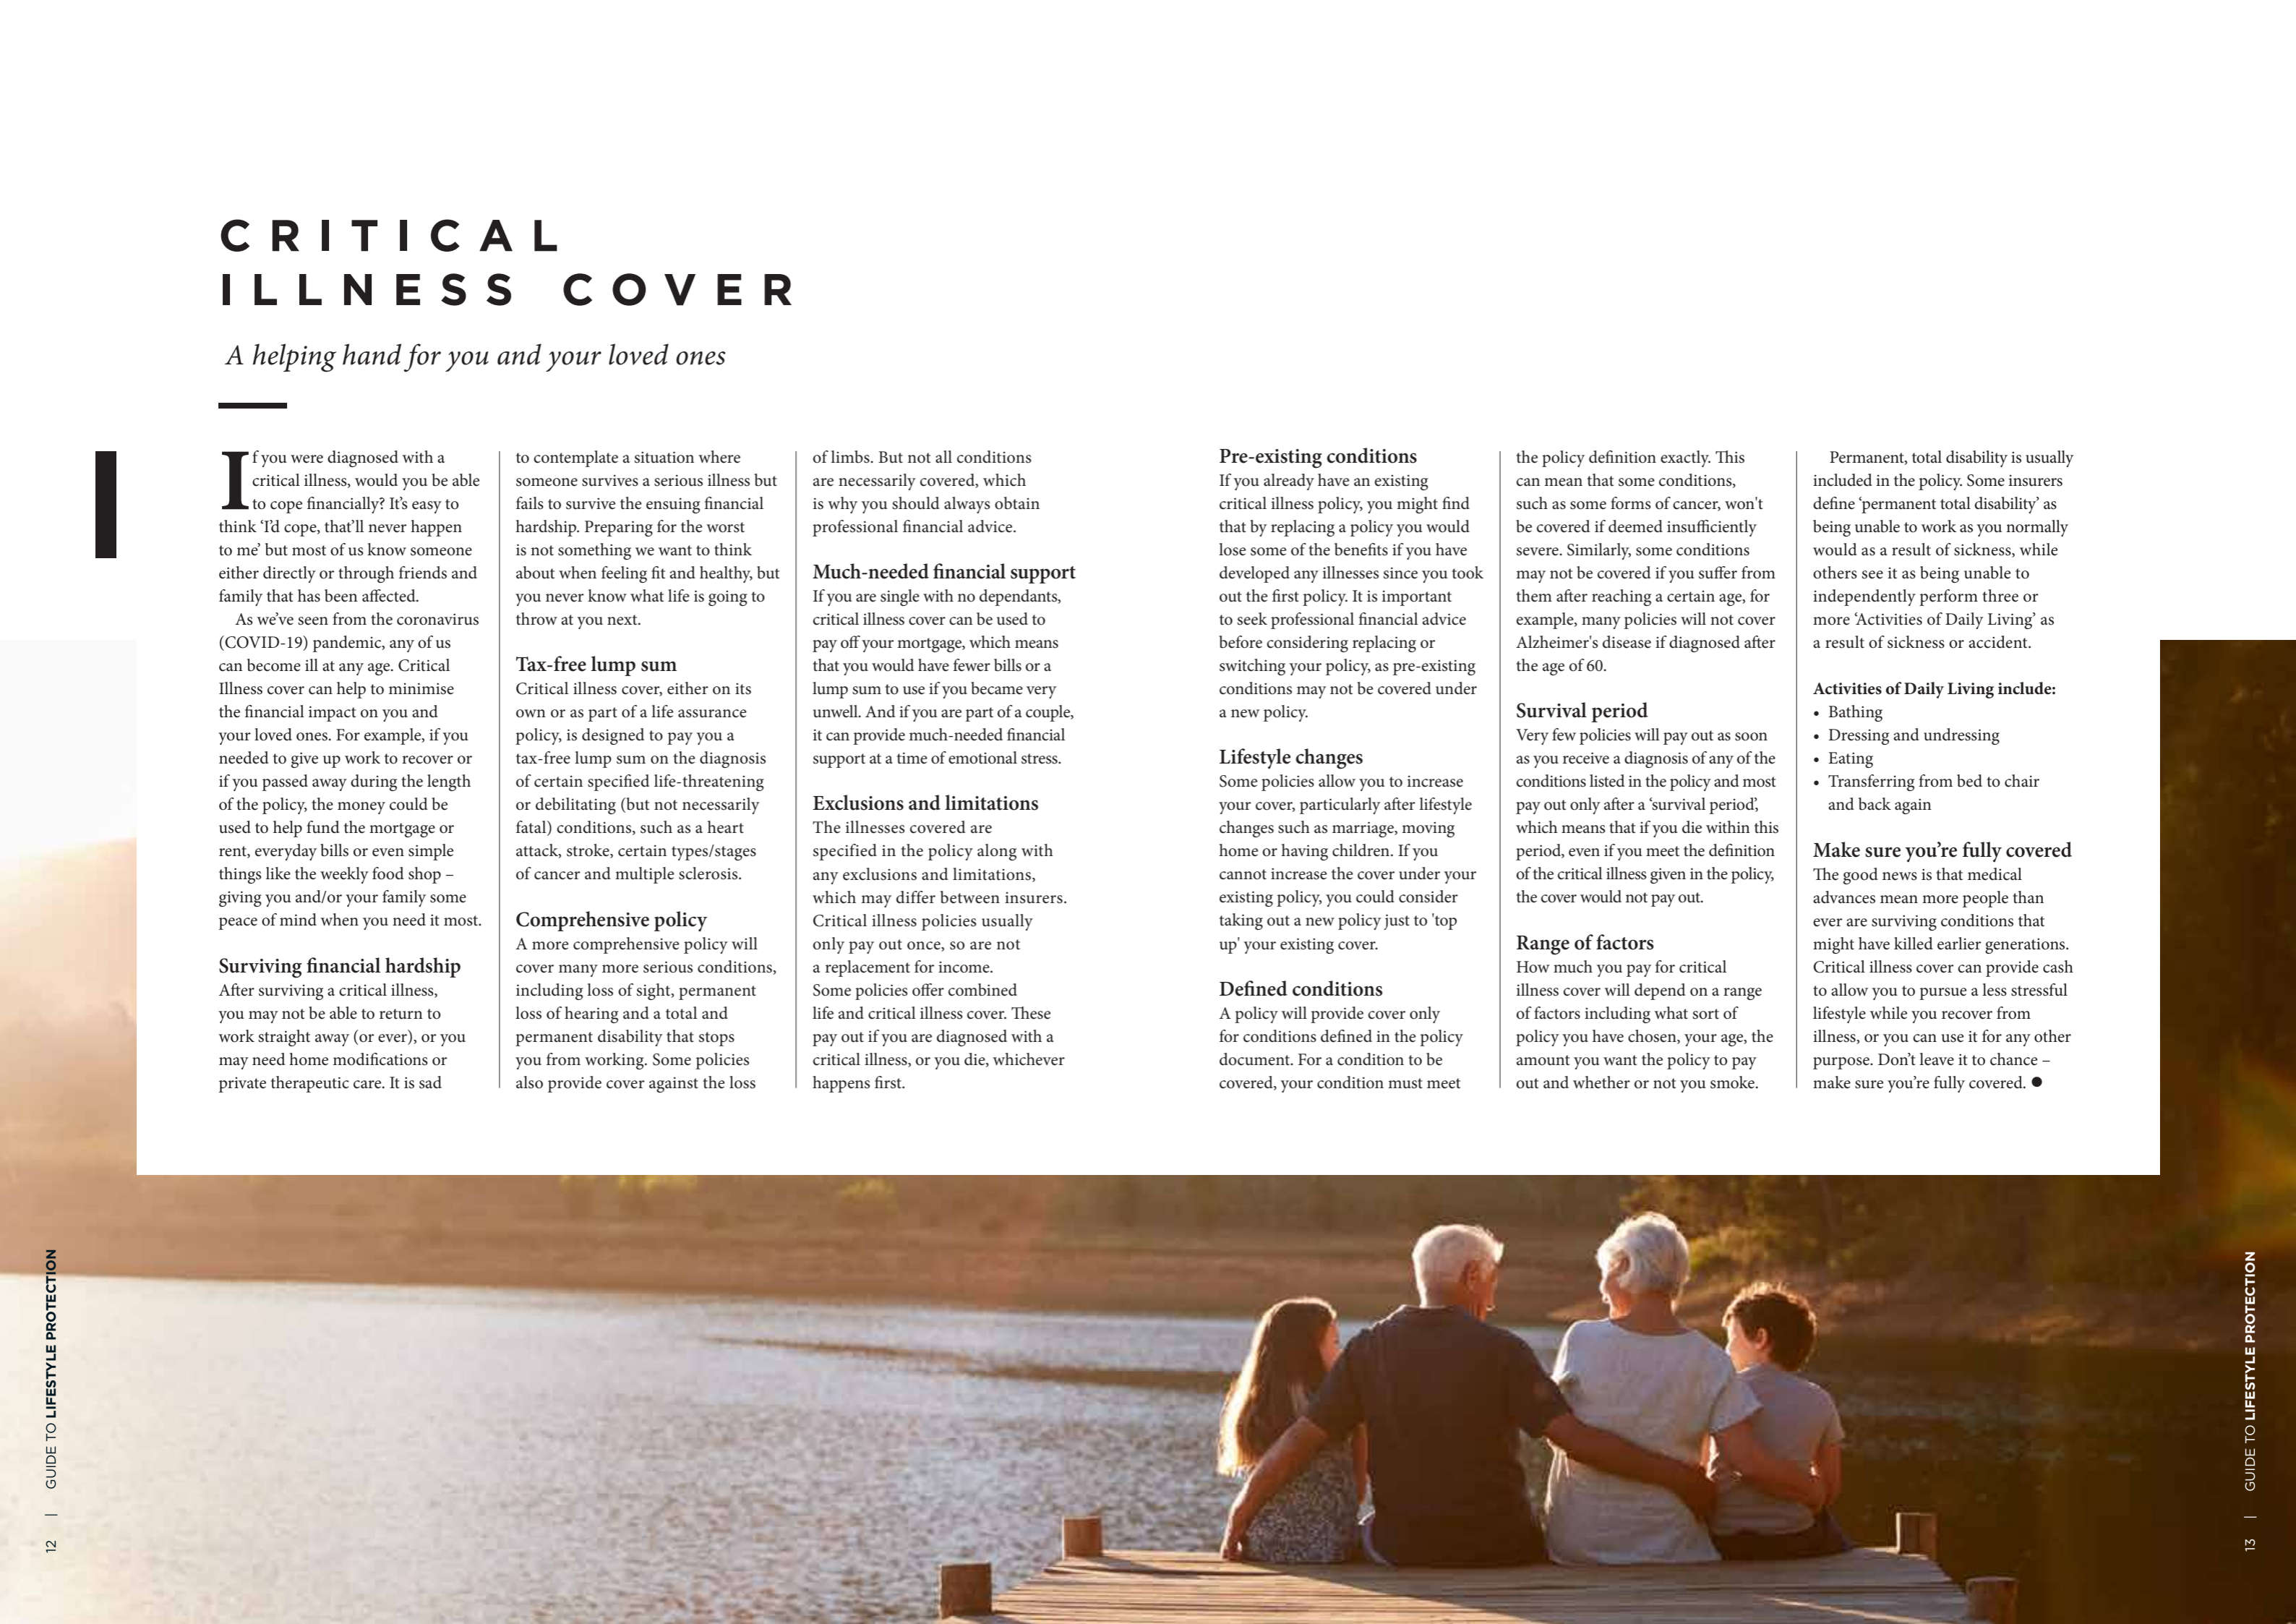 CRITICAL
ILLNESS COVER
A helping hand for you and your loved ones
If you were diagnosed with a
critical illness, would you be able
to cope financially? It’s easy to
think ‘I’d cope, that’ll never happen
to me’ but most of us know someone
either directly or through friends and
family that has been affected.
As we’ve seen from the coronavirus
(COVID-19) pandemic, any of us
can become ill at any age. Critical
Illness cover can help to minimise
the financial impact on you and
your loved ones. For example, if you
needed to give up work to recover or
if you passed away during the length
of the policy, the money could be
used to help fund the mortgage or
rent, everyday bills or even simple
things like the weekly food shop –
giving you and/or your family some
peace of mind when you need it most.
Surviving financial hardship
After surviving a critical illness,
you may not be able to return to
work straight away (or ever), or you
may need home modifications or
private therapeutic care. It is sad
to contemplate a situation where
someone survives a serious illness but
fails to survive the ensuing financial
hardship. Preparing for the worst
is not something we want to think
about when feeling fit and healthy, but
you never know what life is going to
throw at you next.
Tax-free lump sum
Critical illness cover, either on its
own or as part of a life assurance
policy, is designed to pay you a
tax-free lump sum on the diagnosis
of certain specified life-threatening
or debilitating (but not necessarily
fatal) conditions, such as a heart
attack, stroke, certain types/stages
of cancer and multiple sclerosis.
Comprehensive policy
A more comprehensive policy will
cover many more serious conditions,
including loss of sight, permanent
loss of hearing and a total and
permanent disability that stops
you from working. Some policies
also provide cover against the loss
of limbs. But not all conditions
are necessarily covered, which
is why you should always obtain
professional financial advice.
Much-needed financial support
If you are single with no dependants,
critical illness cover can be used to
pay off your mortgage, which means
that you would have fewer bills or a
lump sum to use if you became very
unwell. And if you are part of a couple,
it can provide much-needed financial
support at a time of emotional stress.
Exclusions and limitations
The illnesses covered are
specified in the policy along with
any exclusions and limitations,
which may differ between insurers.
Critical illness policies usually
only pay out once, so are not
a replacement for income.
Some policies offer combined
life and critical illness cover. These
pay out if you are diagnosed with a
critical illness, or you die, whichever
happens first.
Pre-existing conditions
If you already have an existing
critical illness policy, you might find
that by replacing a policy you would
lose some of the benefits if you have
developed any illnesses since you took
out the first policy. It is important
to seek professional financial advice
before considering replacing or
switching your policy, as pre-existing
conditions may not be covered under
a new policy.
Lifestyle changes
Some policies allow you to increase
your cover, particularly after lifestyle
changes such as marriage, moving
home or having children. If you
cannot increase the cover under your
existing policy, you could consider
taking out a new policy just to 'top
up' your existing cover.
Defined conditions
A policy will provide cover only
for conditions defined in the policy
document. For a condition to be
covered, your condition must meet
the policy definition exactly. This
can mean that some conditions,
such as some forms of cancer, won't
be covered if deemed insufficiently
severe. Similarly, some conditions
may not be covered if you suffer from
them after reaching a certain age, for
example, many policies will not cover
Alzheimer's disease if diagnosed after
the age of 60.
Survival period
Very few policies will pay out as soon
as you receive a diagnosis of any of the
conditions listed in the policy and most
pay out only after a ‘survival period’,
which means that if you die within this
period, even if you meet the definition
of the critical illness given in the policy,
the cover would not pay out.
Range of factors
How much you pay for critical
illness cover will depend on a range
of factors including what sort of
policy you have chosen, your age, the
amount you want the policy to pay
out and whether or not you smoke.
Permanent, total disability is usually
included in the policy. Some insurers
define ‘permanent total disability’ as
being unable to work as you normally
would as a result of sickness, while
others see it as being unable to
independently perform three or
more ‘Activities of Daily Living’ as
a result of sickness or accident.
Activities of Daily Living include:
• Bathing
• Dressing and undressing
• Eating
• Transferring from bed to chair
and back again
Make sure you’re fully covered
The good news is that medical
advances mean more people than
ever are surviving conditions that
might have killed earlier generations.
Critical illness cover can provide cash
to allow you to pursue a less stressful
lifestyle while you recover from
illness, or you can use it for any other
purpose. Don’t leave it to chance –
make sure you’re fully covered. ●
12 | GUIDE TO LIFESTYLE PROTECTION
13 | GUIDE TO LIFESTYLE PROTECTION